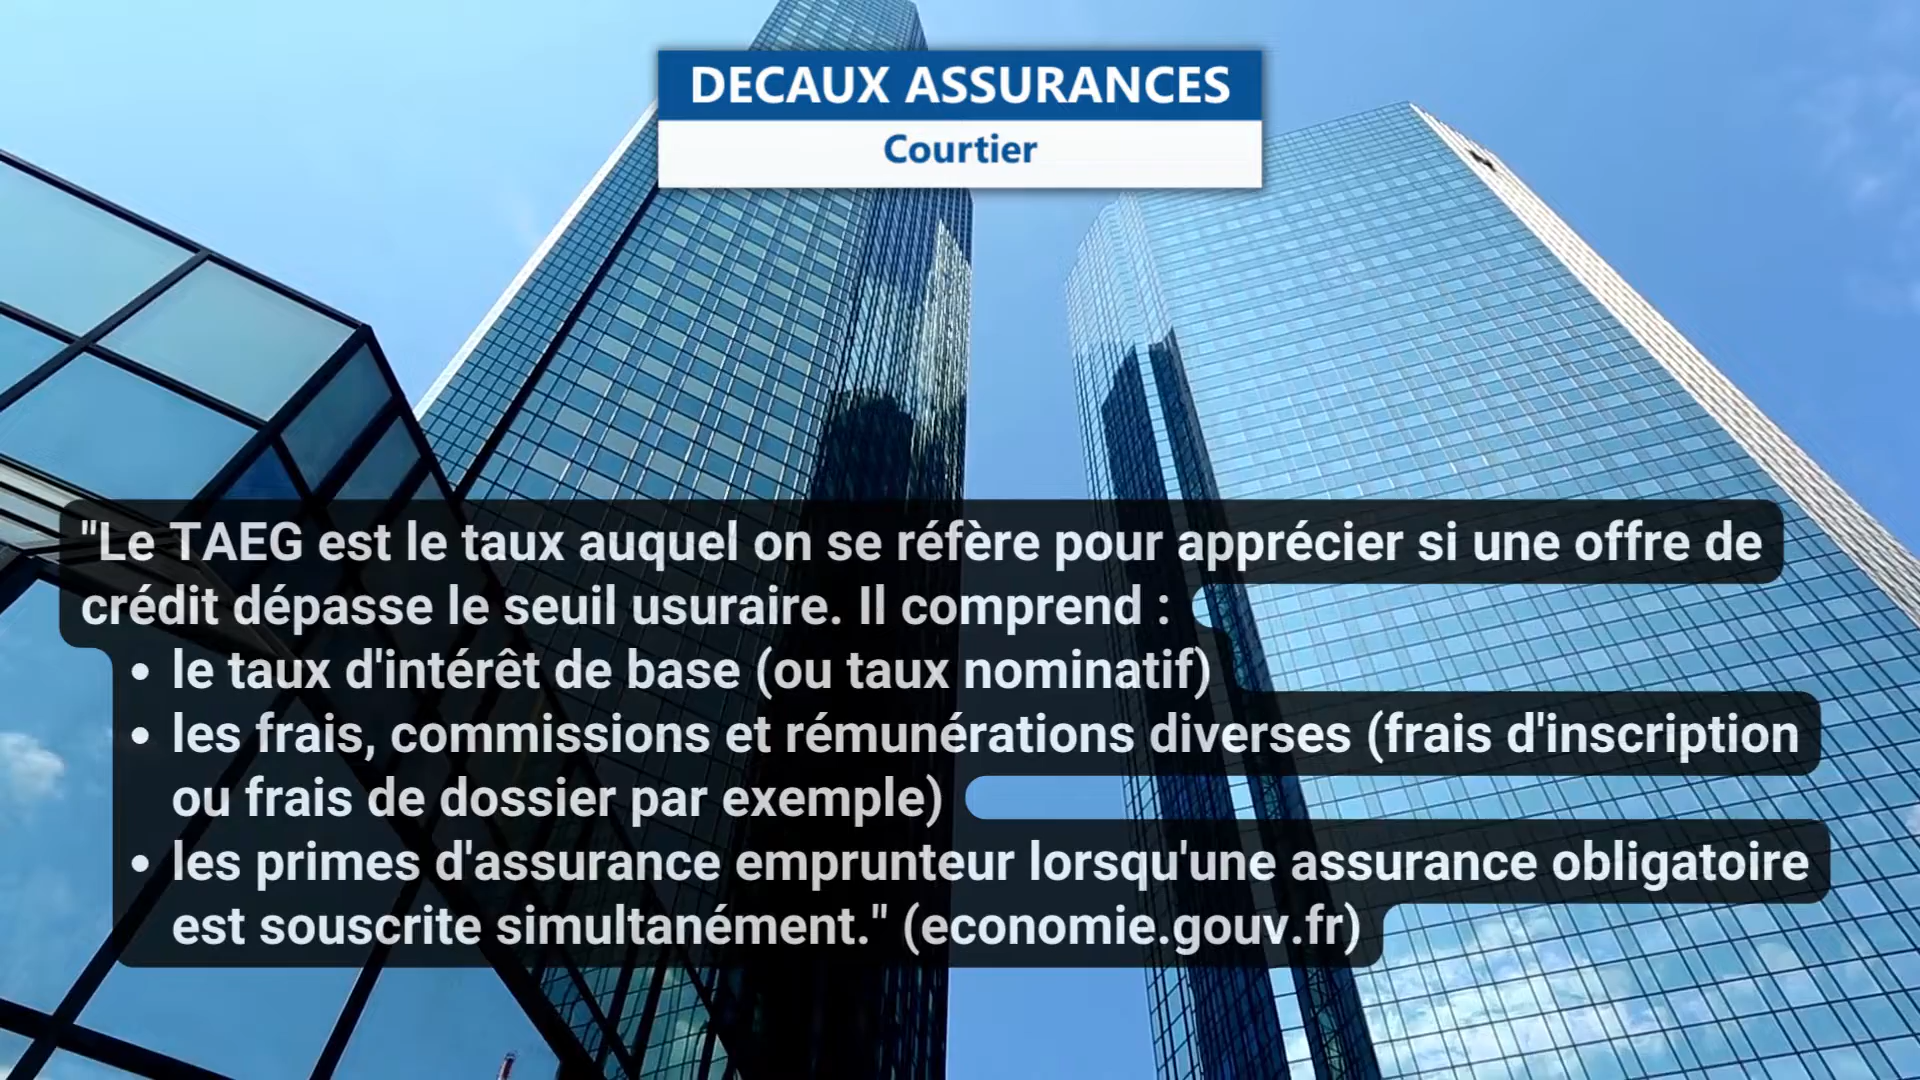 DECAUX ASSURANCES
Courtier
"Le TAEG est le taux auquel on se réfère pour apprécier si une offre de
crédit dépasse le seuil usuraire. Il comprend :
• le taux d'intérêt de base (ou taux nominatif)
• les frais, commissions et rémunérations diverses (frais d'inscription
ou frais de dossier par exemple)
• les primes d'assurance emprunteur lorsqu'une assurance obligatoire
est souscrite simultanément." (economie.gouv.fr)